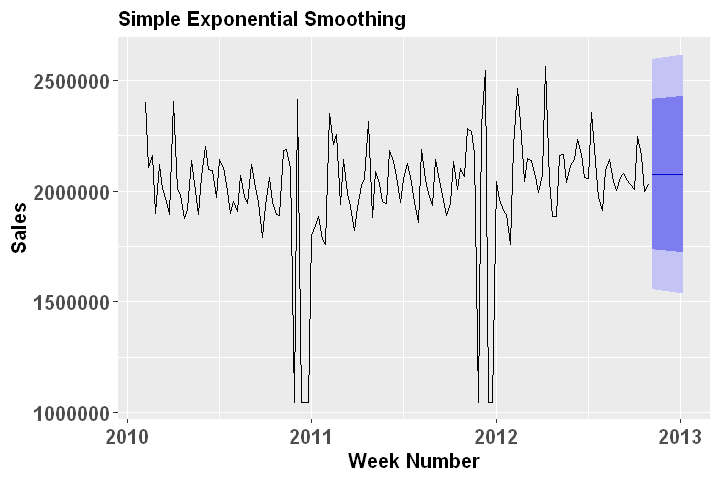 Simple Exponential Smoothing
2500000
2000000
1500000
1000000
Sales
2010 2011 2012 2013
Week Number